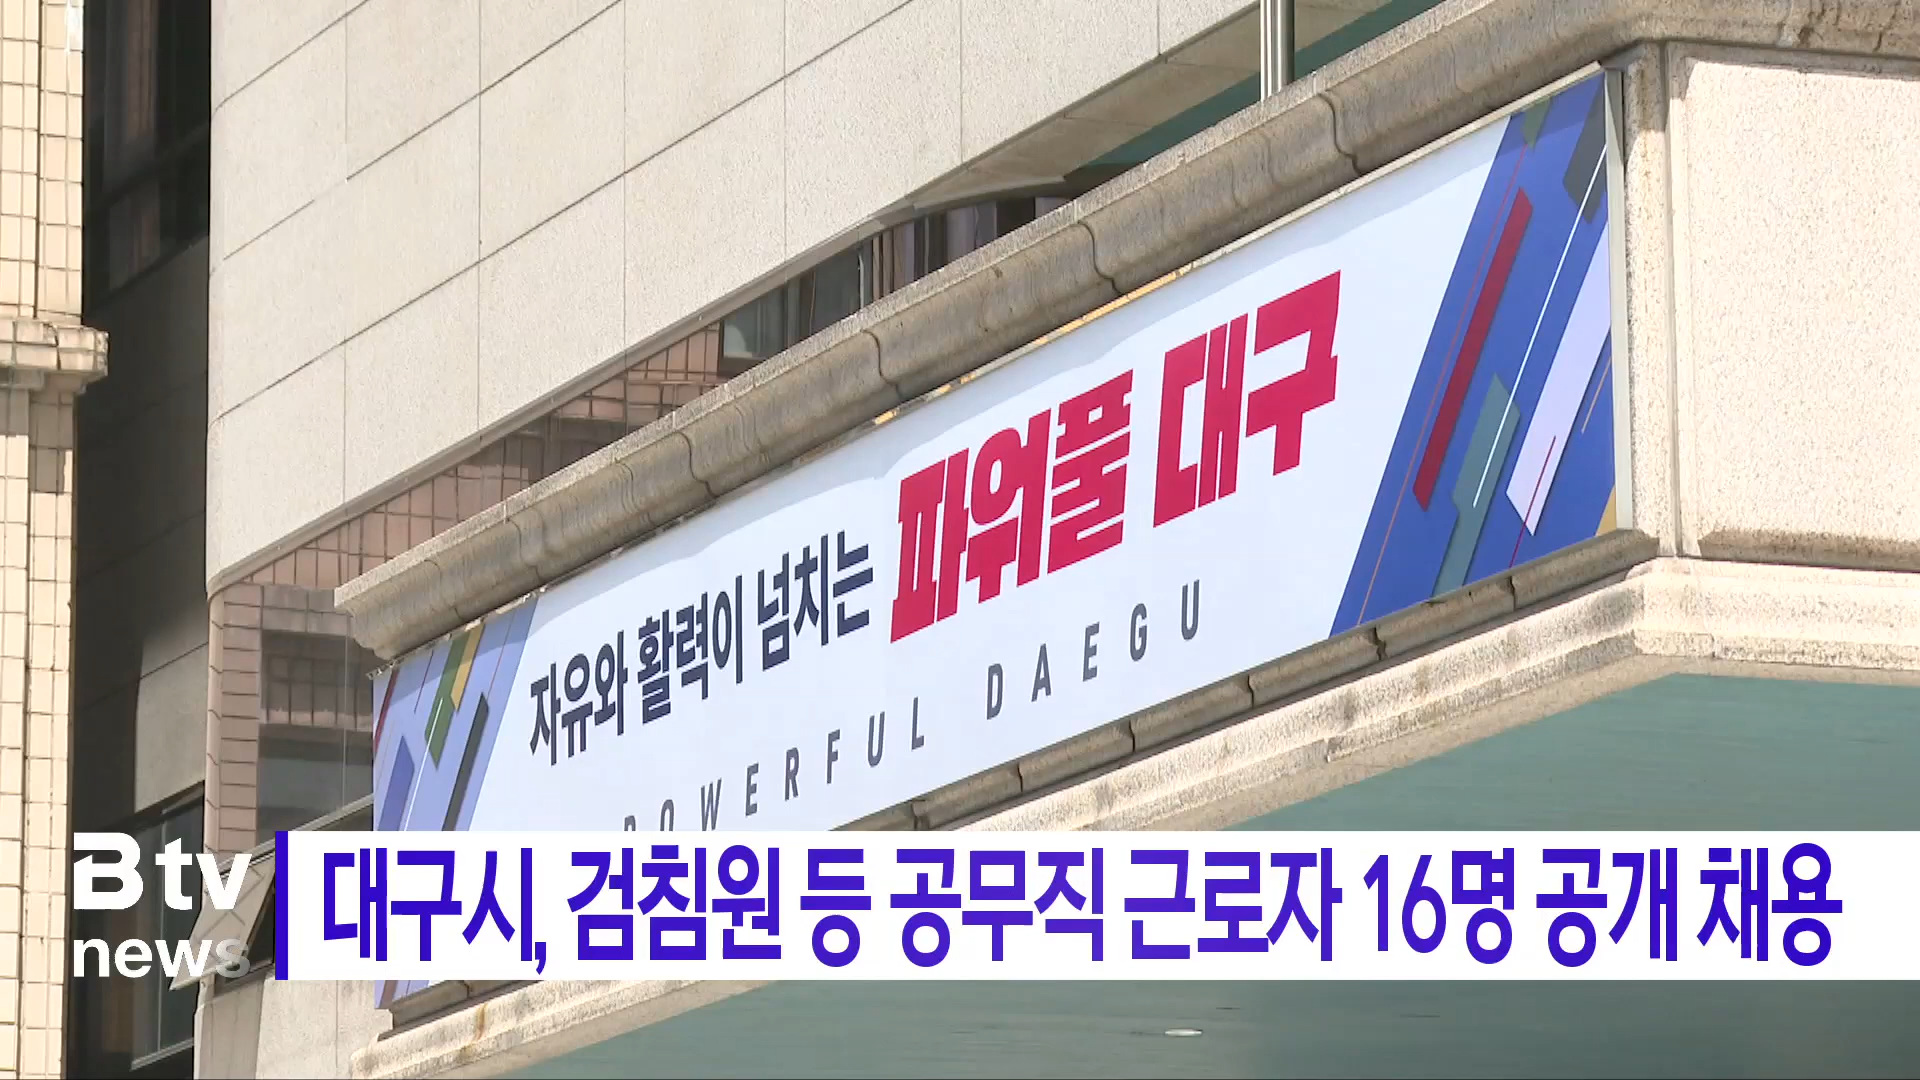 자유와 활력이 넘치는 파워풀 대구
POWERFUL DAEGU
B tv
news
대구시, 검침원 등 공무직 근로자 16명 공개 채용